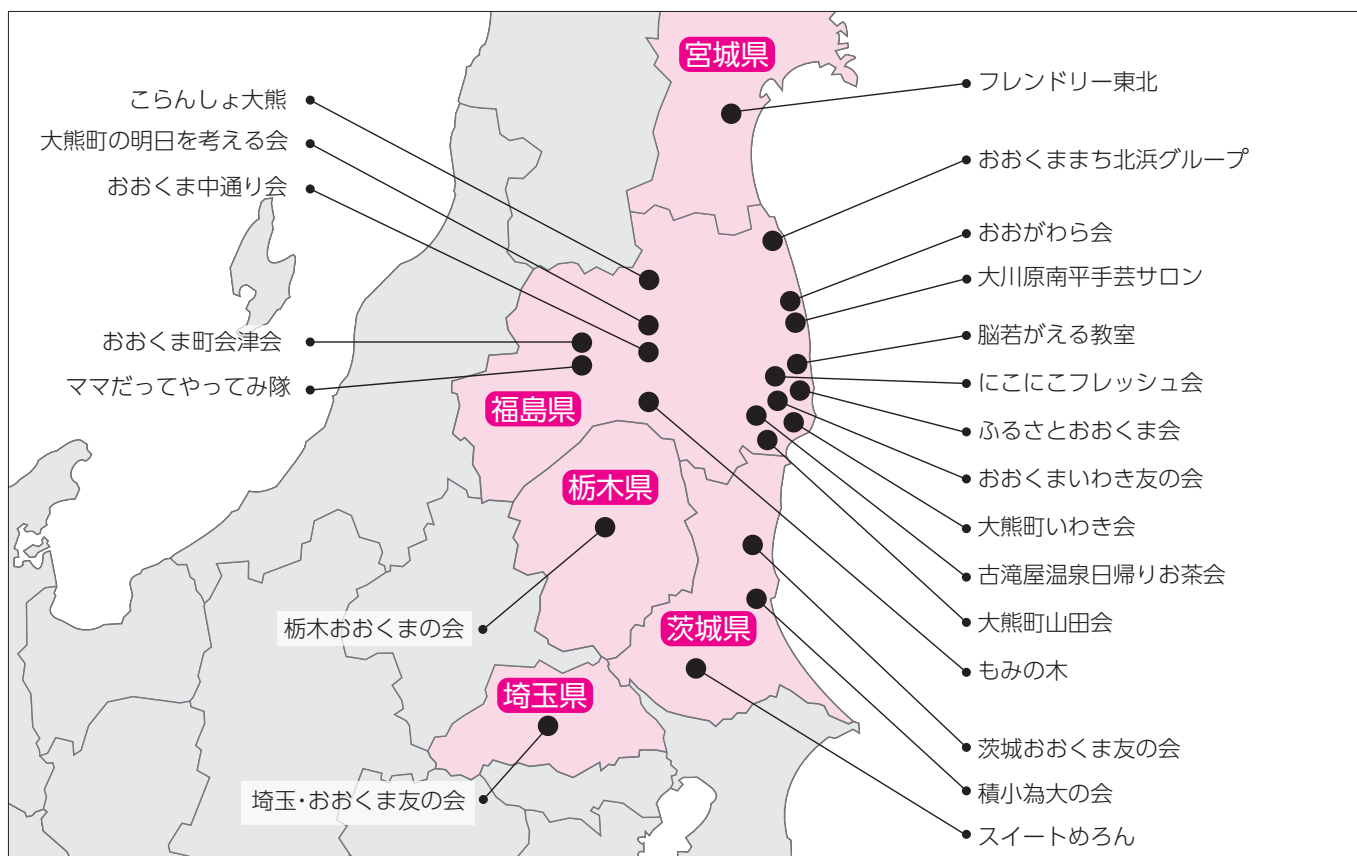 宮城県
こらんしょ大熊
大熊町の明日を考える会
おおくま中通り会
おおくま町会津会
ママだってやってみ隊
福島県
栃木県
栃木おおくまの会
茨城県
埼玉県
埼玉・おおくま友の会
フレンドリー東北
おおくままち北浜グループ
おおがわら会
大川原南平手芸サロン
脳若がえる教室
にこにこフレッシュ会
ふるさとおおくま会
おおくまいわき友の会
大熊町いわき会
古滝屋温泉日帰りお茶会
大熊町山田会
もみの木
茨城おおくま友の会
積小為大の会
スイートめろん